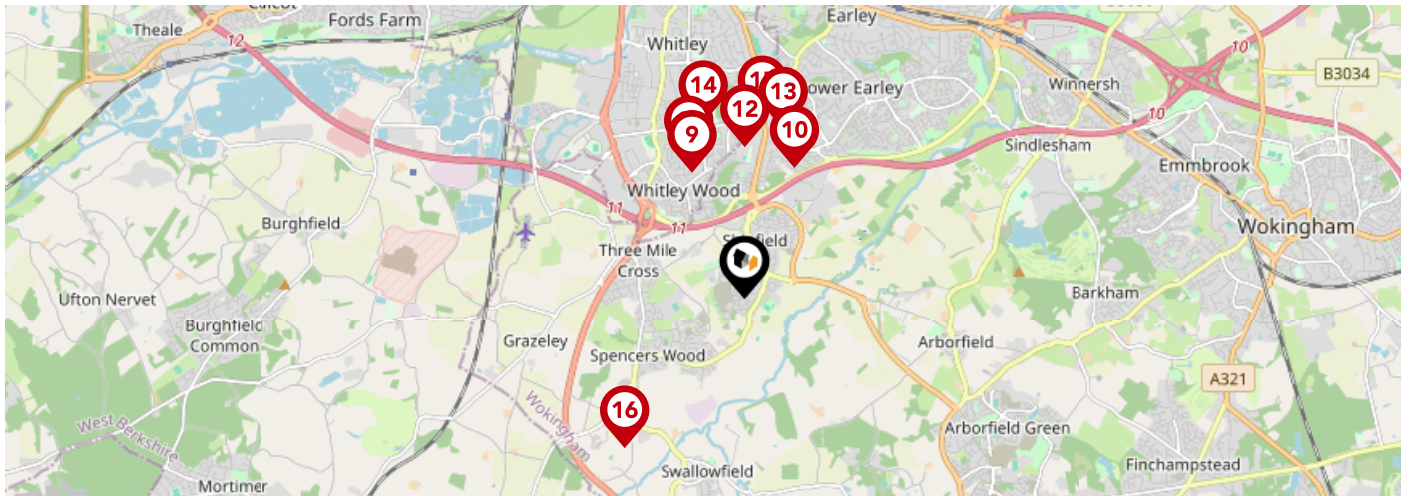 Theale
Fords Farm
Earley
12
Whitley
10
B3034
Winnersh
14
13
ower Earley
12
9
10
10
Sindlesham
Emmbrook
Whitley Wood
11
11
Burghfield
Wokingham
Three Mile
Cross
Ufton Nervet
Barkham
Burghfield
Common
Grazeley
Arborfield
Spencers Wood
A321
16
Wokingham
West Berkshire
Arborfield Green
Swallowfield
Finchampstead
Mortimer